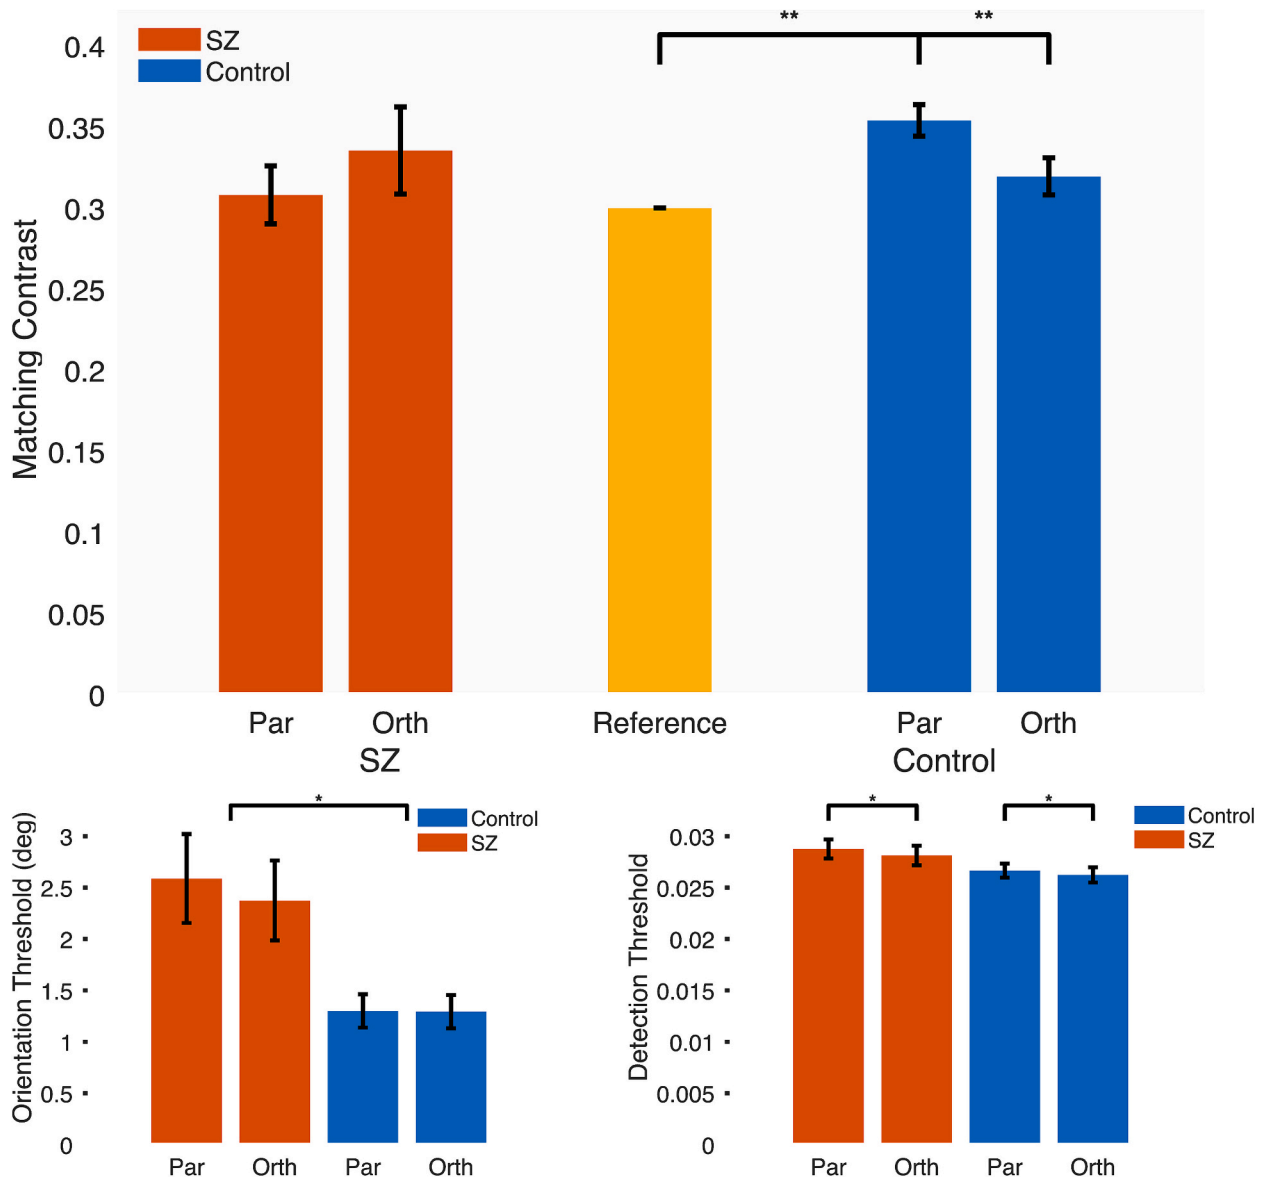 ** **
SZ
Control
0.4
0.35
0.3
0.25
0.2
0.15
0.1
0.05
0
Matching Contrast
Par Orth Reference Par Orth
SZ Control
*
Control
SZ
3
2.5
2
1.5
1
0.5
0
Orientation Threshold (deg)
Par Orth Par Orth
* *
Control
SZ
0.03
0.025
0.02
0.015
0.01
0.005
0
Detection Threshold
Par Orth Par Orth